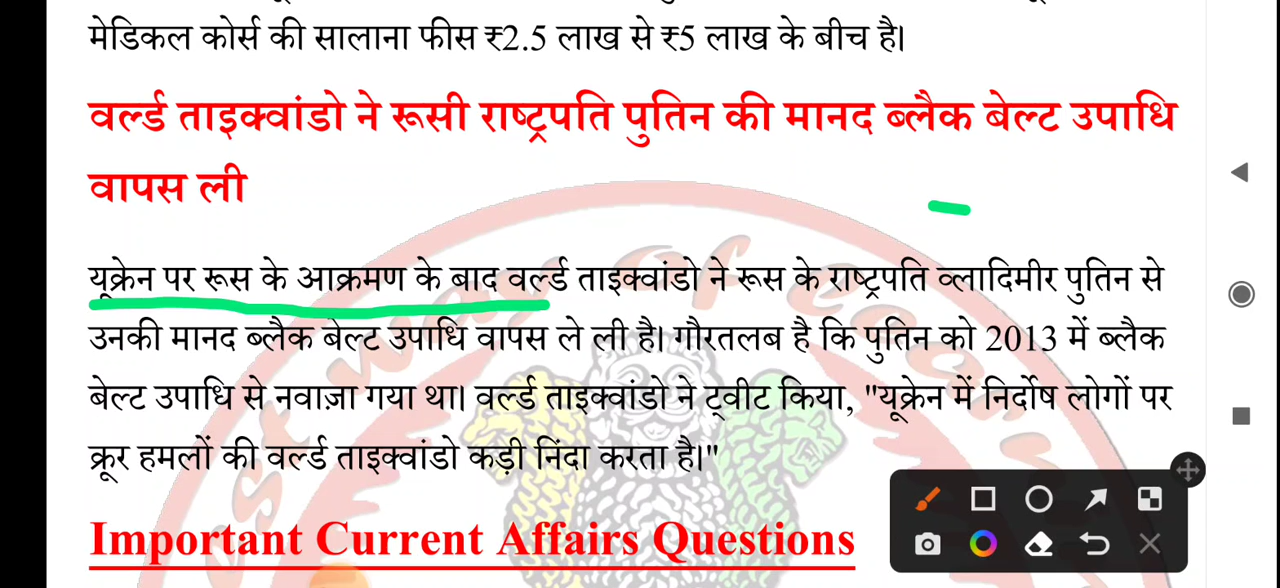 मेडिकल कोर्स की सालाना फीस ₹2.5 लाख से ₹5 लाख के बीच है।
वर्ल्ड ताइक्वांडो ने रूसी राष्ट्रपति पुतिन की मानद ब्लैक बेल्ट उपाधि
वापस ली
यूक्रेन पर रूस के आक्रमण के बाद वर्ल्ड ताइक्वांडो ने रूस के राष्ट्रपति व्लादिमीर पुतिन से
उनकी मानद ब्लैक बेल्ट उपाधि वापस ले ली है। गौरतलब है कि पुतिन को 2013 में ब्लैक
बेल्ट उपाधि से नवाज़ा गया था। वर्ल्ड ताइक्वांडो ने ट्वीट किया, "यूक्रेन में निर्दोष लोगों पर
क्रूर हमलों की वर्ल्ड ताइक्वांडो कड़ी निंदा करता है।"
Important Current Affairs Questions